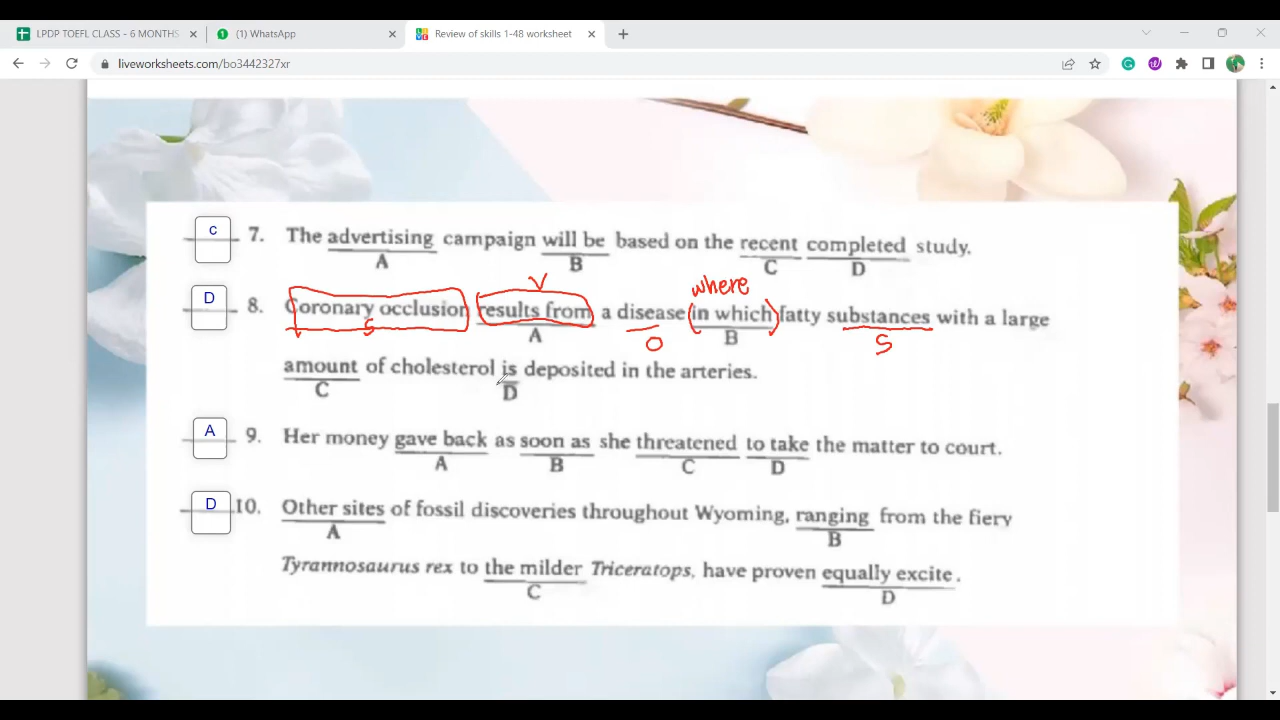 LPDP TOEFL CLASS - 6 MONTHS
(1) WhatsApp
Review of skills 1-48 worksheet
liveworksheets.com/bo3442327xr
C 7. The advertising campaign will be based on the recent completed study.
A B C D
V
where
D 8. Coronary occlusion results from a disease (in which) fatty substances with a large
S A O B S
amount of cholesterol is deposited in the arteries.
C D
A 9. Her money gave back as soon as she threatened to take the matter to court.
A B C D
D 10. Other sites of fossil discoveries throughout Wyoming, ranging from the fiery
A B
Tyrannosaurus rex to the milder Triceratops, have proven equally excite.
C D